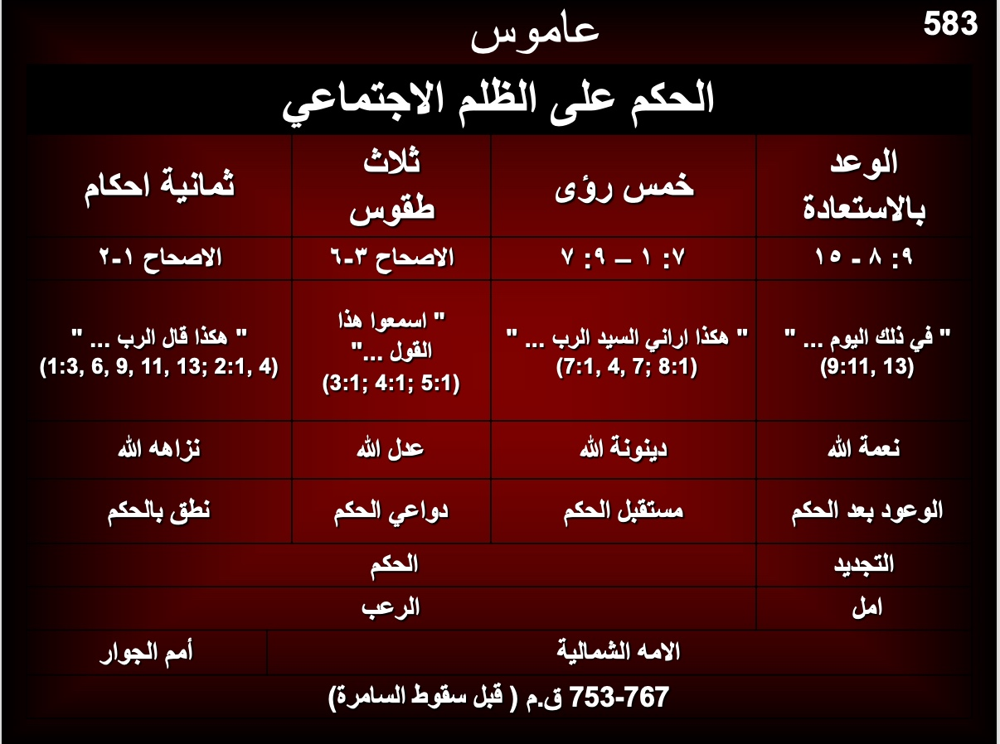 583
عاموس
الحكم على الظلم الاجتماعي
الوعد
بالاستعادة
خمس رؤى
ثلاث
طقوس
ثمانية احكام
٩: ٨ - ١٥
٧: ١ – ٩: ٧
الاصحاح ٣-٦
الاصحاح ١-٢
" في ذلك اليوم ... "
(9:11, 13)
" هكذا اراني السيد الرب ... "
(7:1, 4, 7; 8:1)
" اسمعوا هذا
القول ..."
(3:1; 4:1; 5:1)
" هكذا قال الرب ... "
(1:3, 6, 9, 11, 13; 2:1, 4)
نعمة الله
دينونة الله
عدل الله
نزاهه الله
الوعود بعد الحكم
مستقبل الحكم
دواعي الحكم
نطق بالحكم
التجديد
الحكم
امل
الرعب
الامه الشمالية
أمم الجوار
753-767 ق.م ( قبل سقوط السامرة)